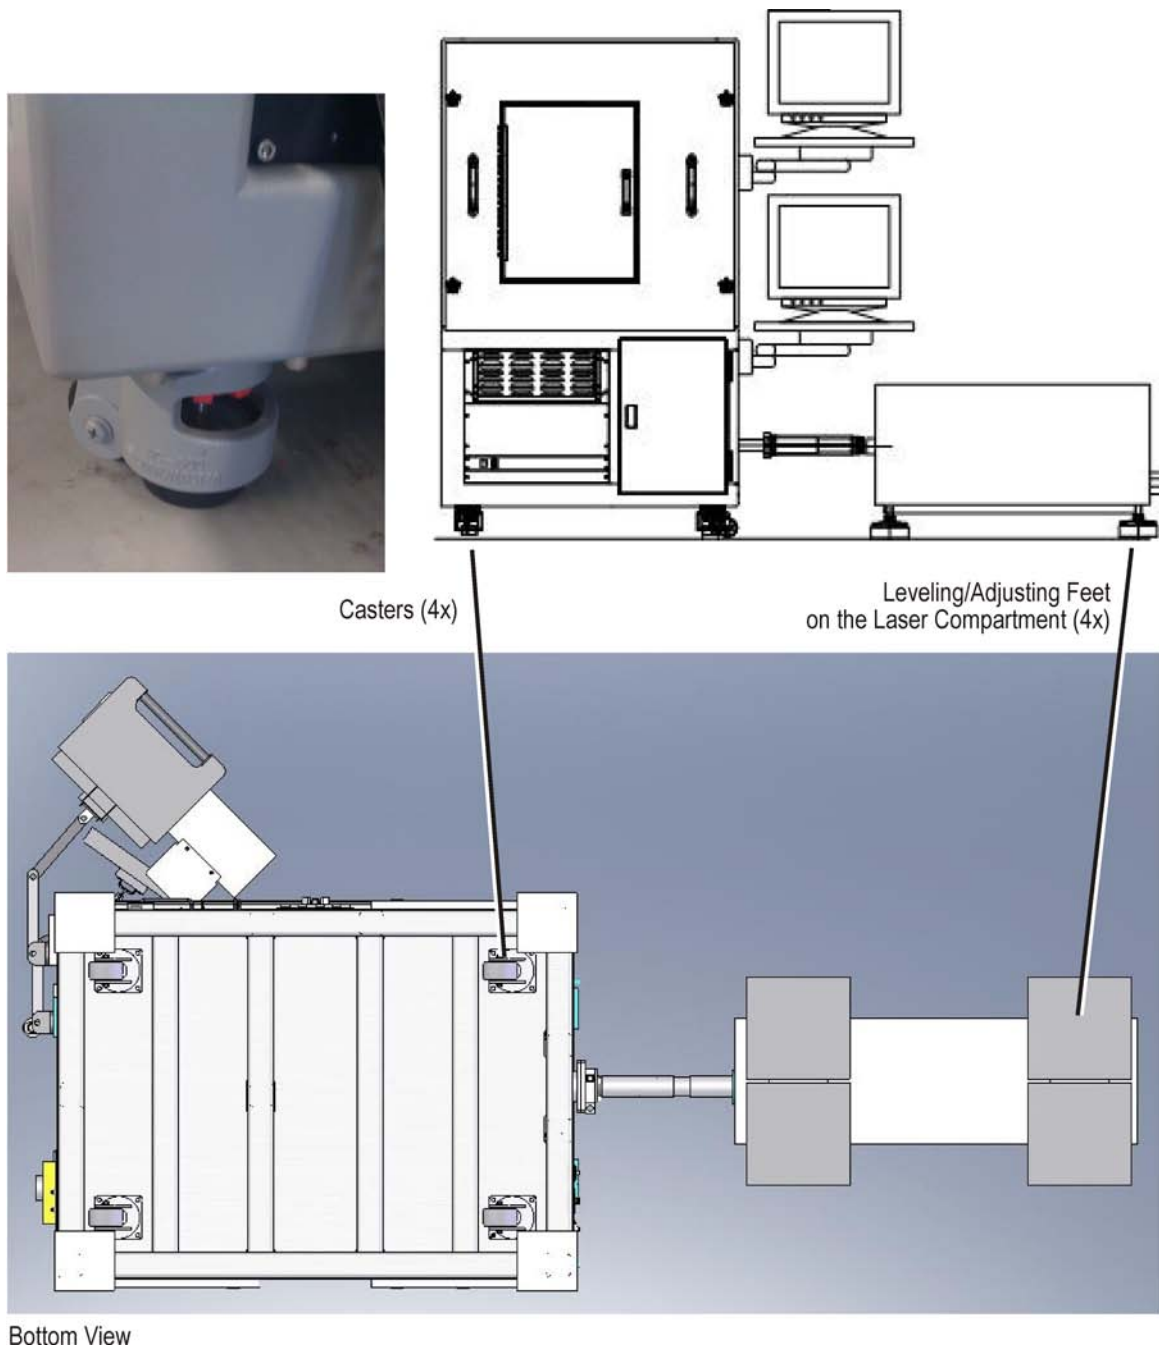 Casters (4x)
Leveling/Adjusting Feet
on the Laser Compartment (4x)
Bottom View